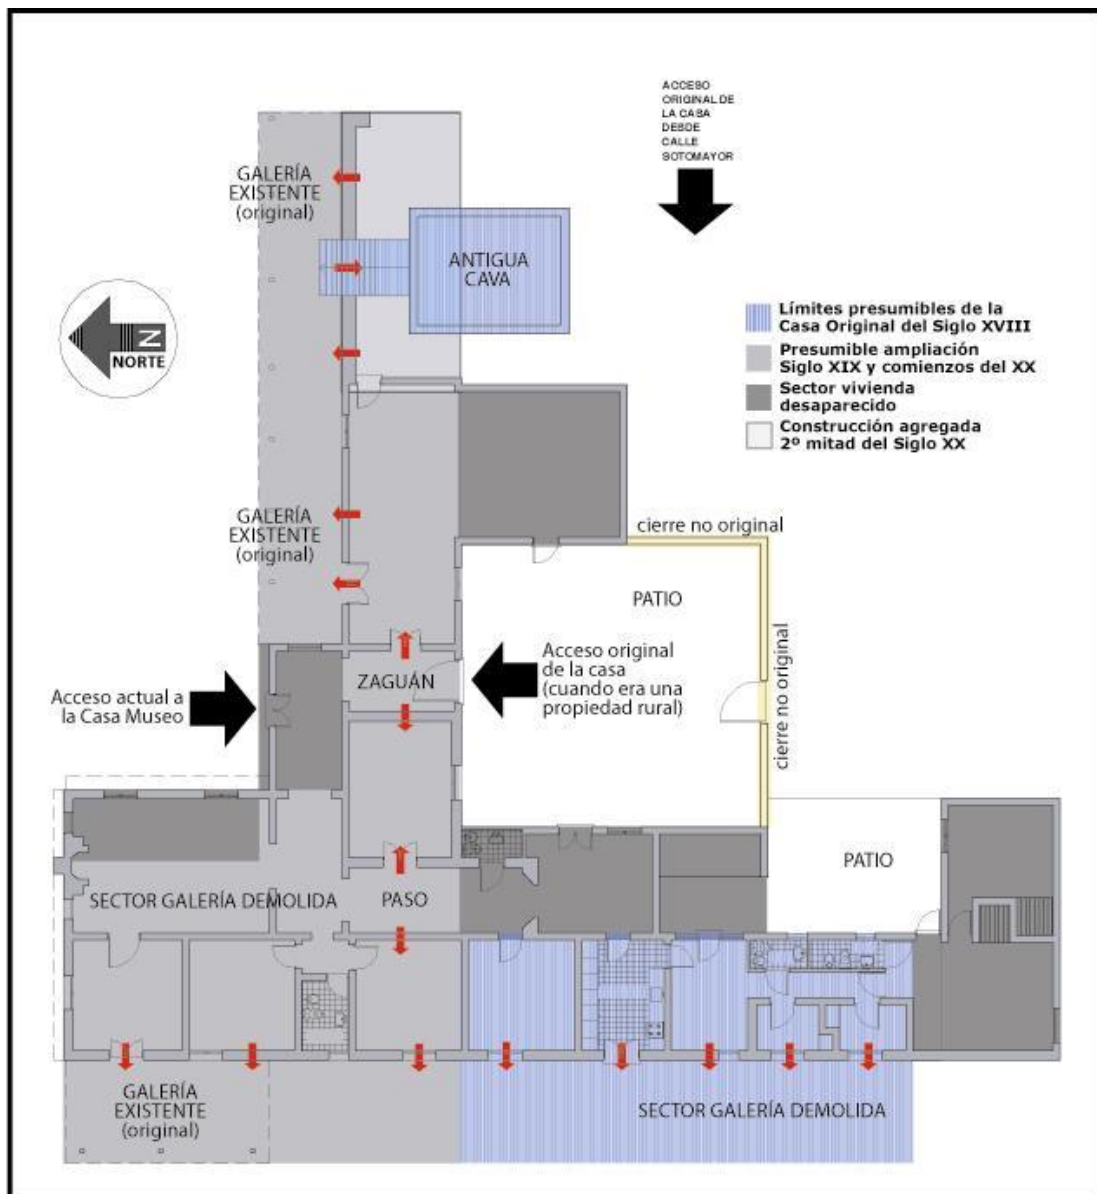 ACCESO
ORIGINAL DE
LA CASA
DESDE
CALLE
SOTOMAYOR
GALERÍA
EXISTENTE
(original)
ANTIGUA
CAVA
N
NORTE
Límites presumibles de la
Casa Original del Siglo XVIII
Presumible ampliación
Siglo XIX y comienzos del XX
Sector vivienda
desaparecido
Construcción agregada
2º mitad del Siglo XX
GALERÍA
EXISTENTE
(original)
cierre no original
PATIO
cierre no original
Acceso original
de la casa
(cuando era una
propiedad rural)
ZAGUÁN
Acceso actual a
la Casa Museo
PATIO
SECTOR GALERÍA DEMOLIDA
PASO
GALERÍA
EXISTENTE
(original)
SECTOR GALERÍA DEMOLIDA